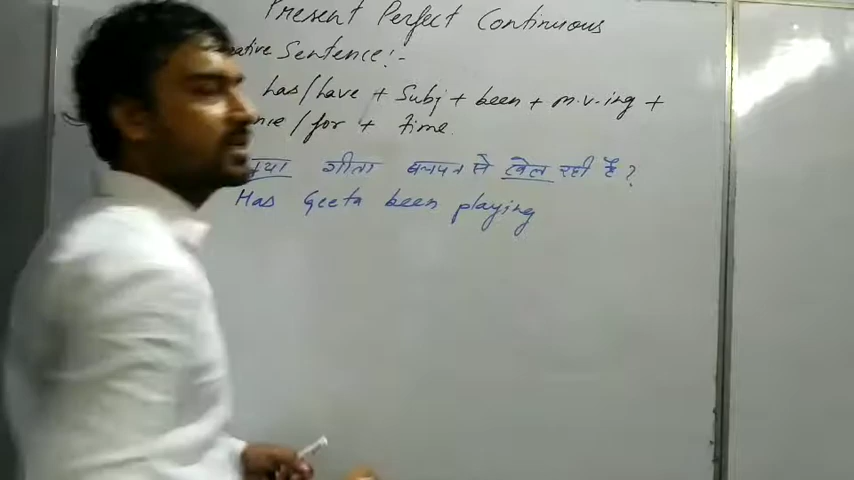 Present Perfect Continuous
Sentence:-
has/have + Subj + been + m.v-ing +
/for + time.
गीता बचपन से खेल रही है?
Has Geeta been playing